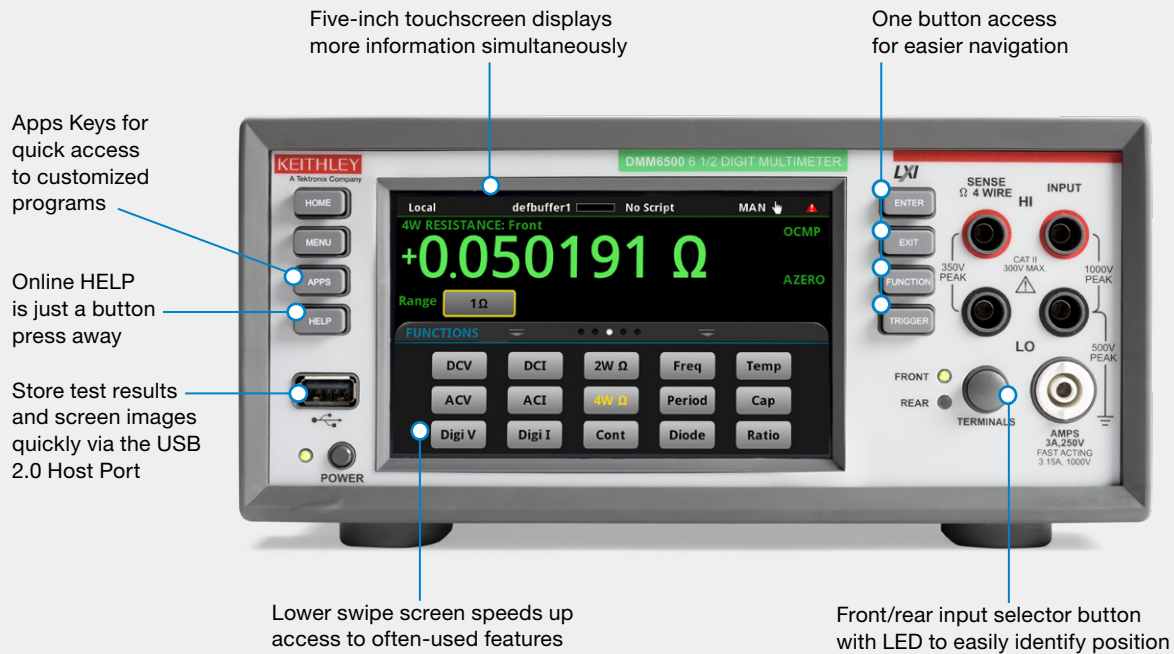 Five-inch touchscreen displays
more information simultaneously
One button access
for easier navigation
Apps Keys for
quick access
to customized
programs
Online HELP
is just a button
press away
Store test results
and screen images
quickly via the USB
2.0 Host Port
KEITHLEY
A Tektronix Company
DMM6500 6 1/2 DIGIT MULTIMETER
LXI
HOME
MENU
APPS
HELP
POWER
Local defbuffer1 No Script MAN
4W RESISTANCE: Front
OCMP
+0.050191 Ω
AZERO
Range 1Ω
FUNCTIONS
DCV DCI 2W Ω Freq Temp
ACV ACI 4W Ω Period Cap
Digi V Digi I Cont Diode Ratio
ENTER
EXIT
FUNCTION
TRIGGER
SENSE
Ω 4 WIRE
INPUT
HI
350V
PEAK
CAT II
300V MAX.
1000V
PEAK
LO
500V
PEAK
FRONT
REAR
TERMINALS
AMPS
3A,250V
FAST ACTING
3.15A, 1000V
Lower swipe screen speeds up
access to often-used features
Front/rear input selector button
with LED to easily identify position